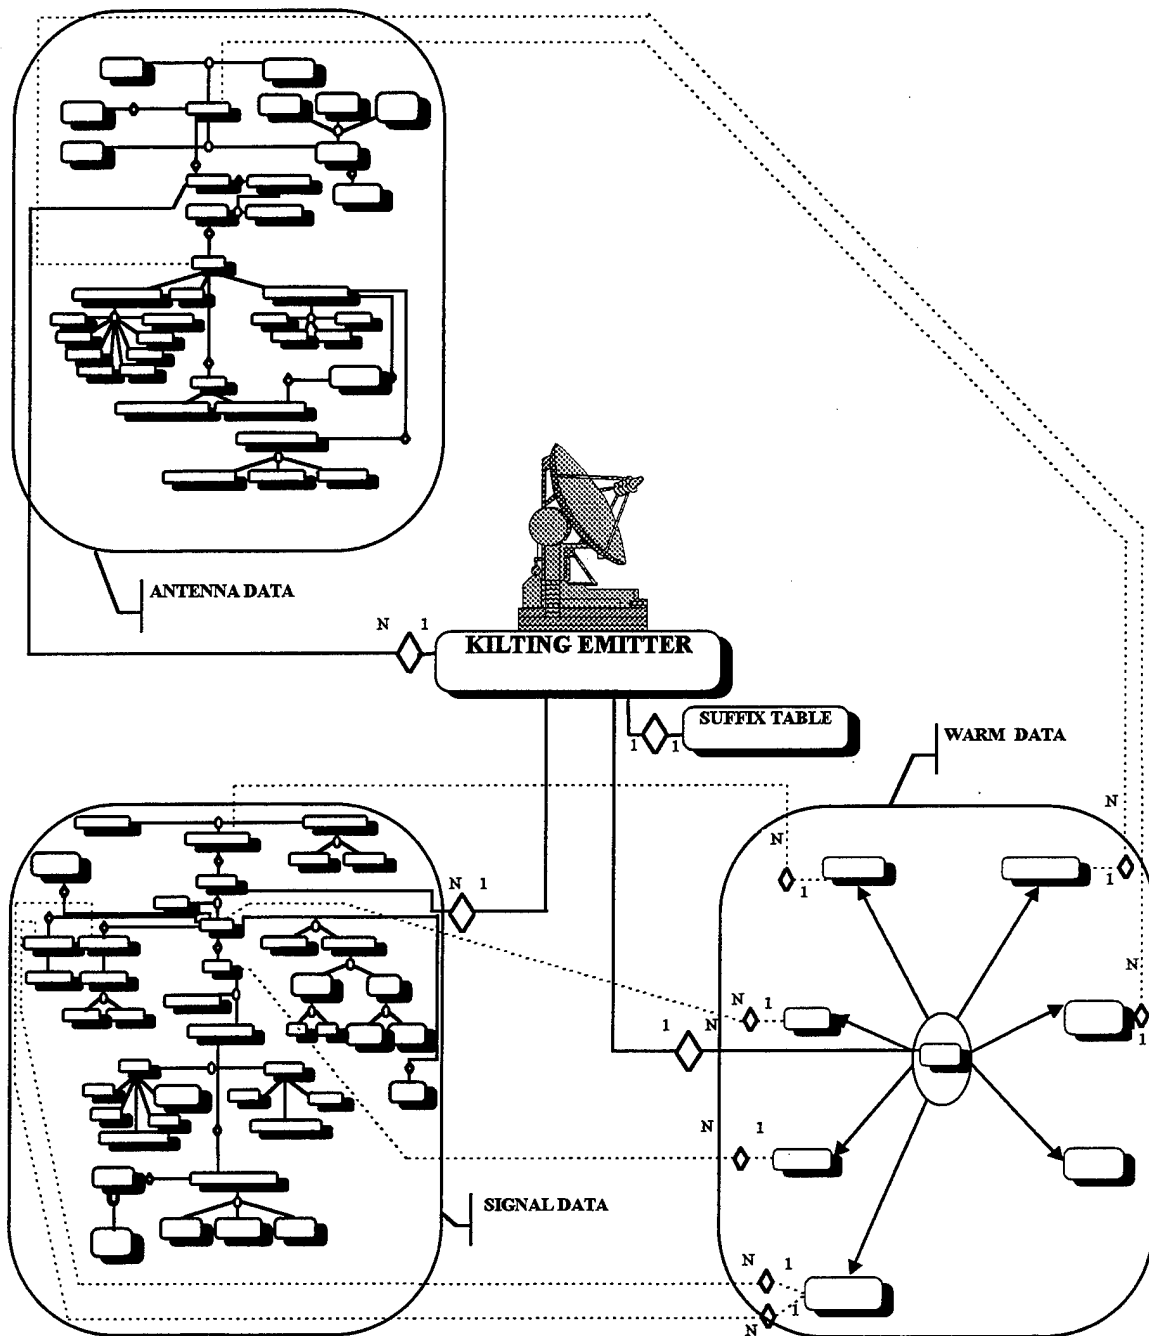 ANTENNA DATA
N 1
KILTING EMITTER
SUFFIX TABLE
1 1
WARM DATA
N
N
1
1
N 1
N
1
1 N
N 1
N 1
SIGNAL DATA
N 1
1
N